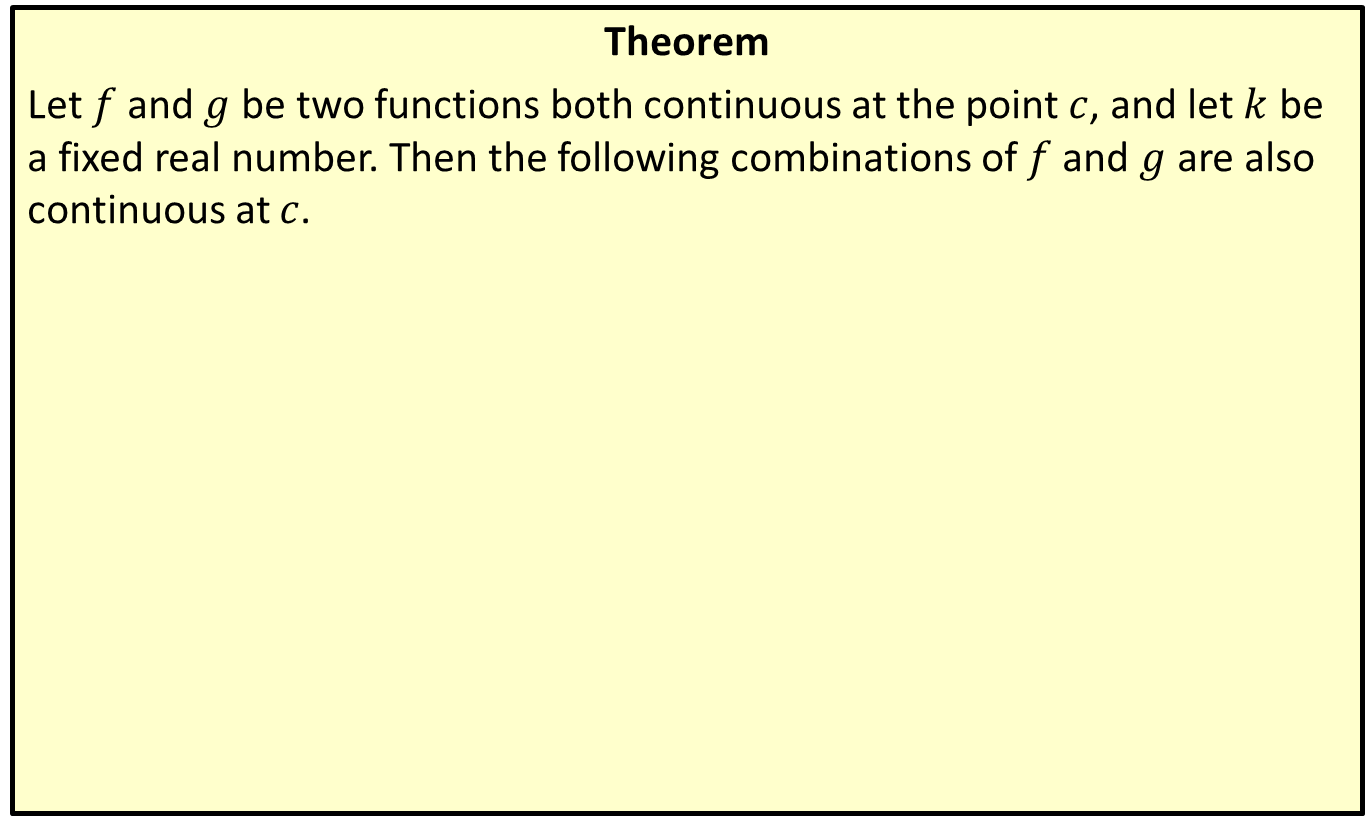 Theorem
Let f and g be two functions both continuous at the point c, and let k be
a fixed real number. Then the following combinations of f and g are also
continuous at c.